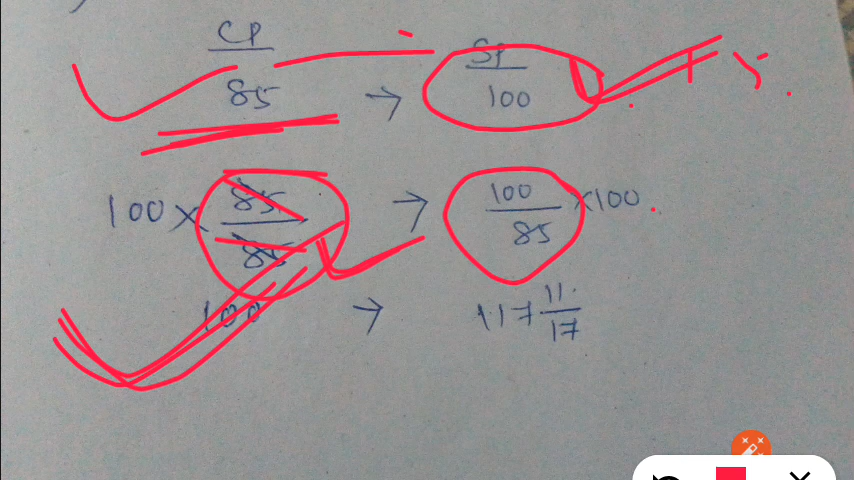 CP SP
85 → 100
100 × 85/85 → 100/85 × 100
100 → 117 11/17